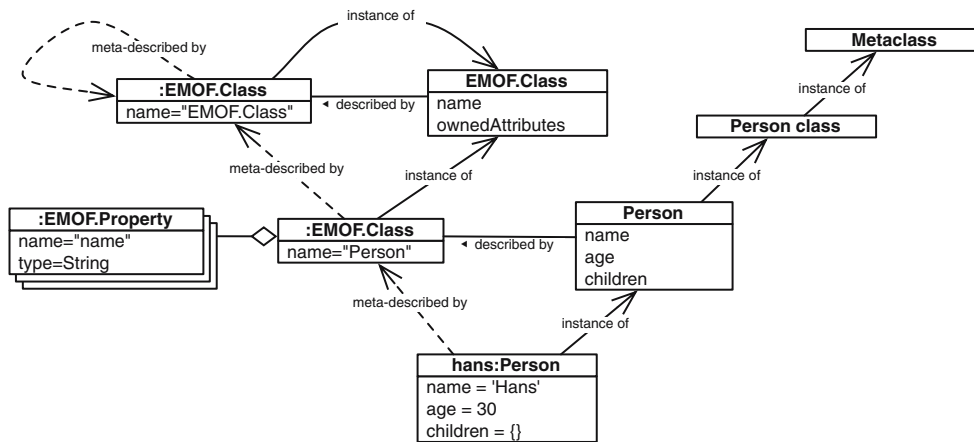 instance of
meta-described by
Metaclass
:EMOF.Class
name="EMOF.Class"
described by
EMOF.Class
name
ownedAttributes
instance of
Person class
meta-described by
instance of
instance of
:EMOF.Property
name="name"
type=String
:EMOF.Class
name="Person"
described by
Person
name
age
children
meta-described by
instance of
hans:Person
name = 'Hans'
age = 30
children = {}